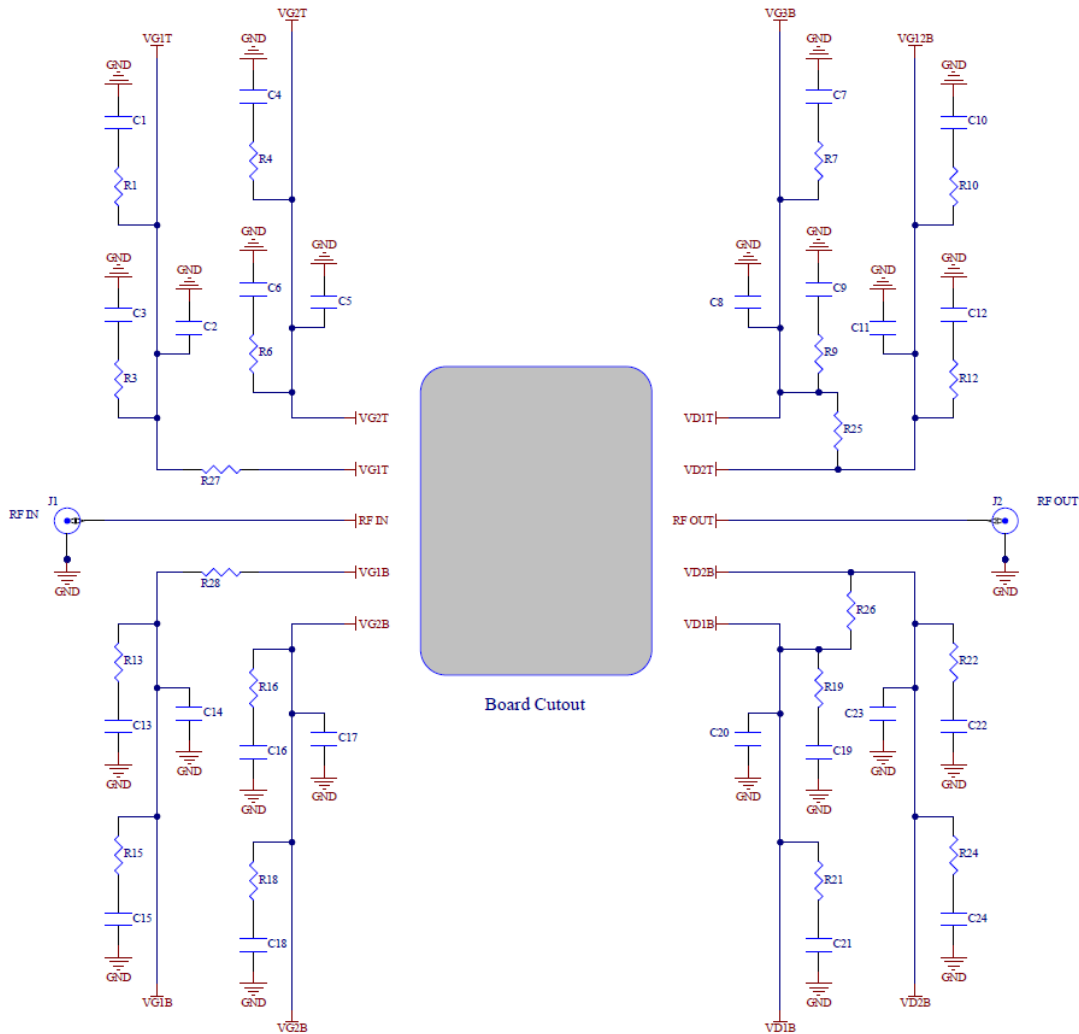 VG2T
VG3B
VG1T
VG12B
GND
GND
GND
GND
C4
C7
C1
C10
R4
R7
R1
R10
GND
GND
GND
GND
GND
GND
GND
GND
C6
C5
C8
C9
C3
C2
C11
C12
R6
R9
R3
R12
VG2T
VD1T
R25
VG1T
VD2T
R27
J1
J2
RF IN
RF OUT
RF IN
RF OUT
GND
GND
VG1B
VD2B
R28
R26
VG2B
VD1B
R13
R16
R19
R22
Board Cutout
C14
C13
C17
C16
C20
C19
C23
C22
GND
GND
GND
GND
GND
GND
GND
GND
R15
R18
R21
R24
C15
C18
C21
C24
GND
GND
GND
GND
VG1B
VD2B
VG2B
VD1B